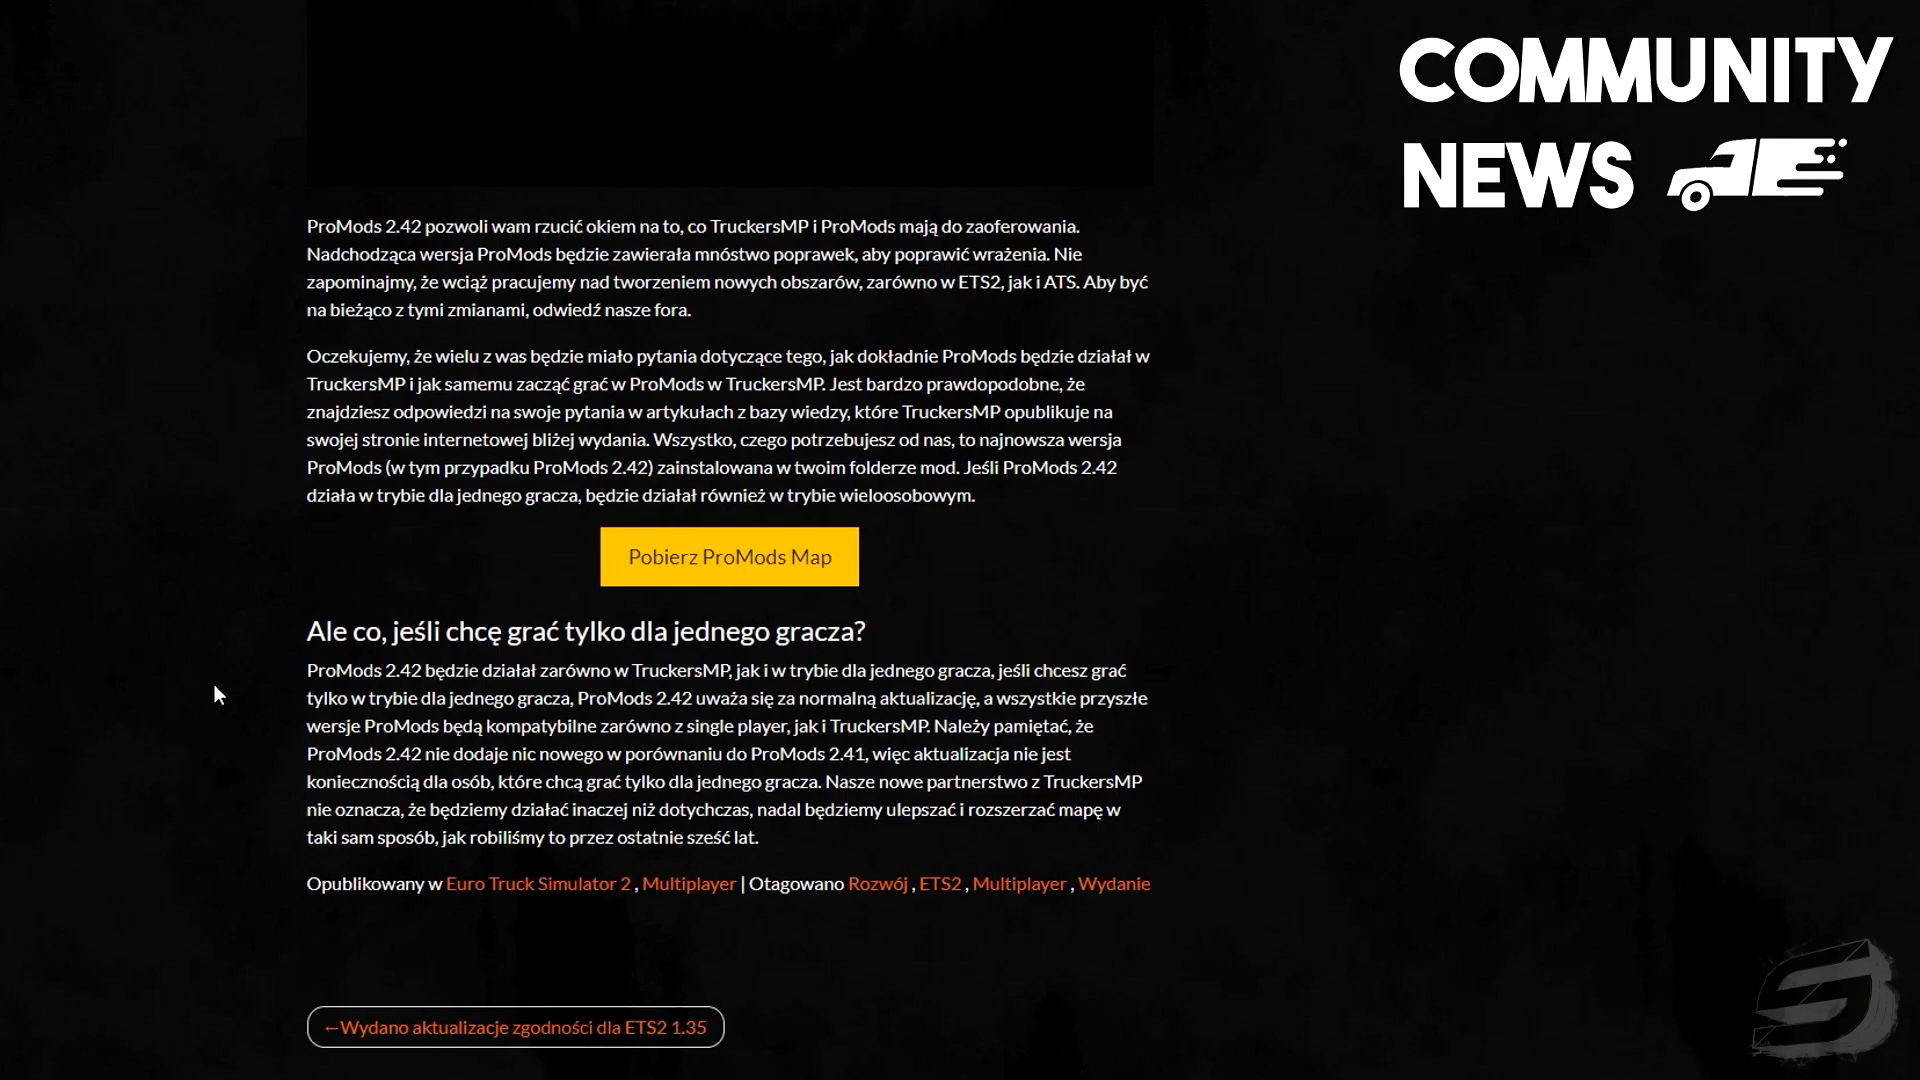 COMMUNITY
NEWS
ProMods 2.42 pozwoli wam rzucić okiem na to, co TruckersMP i ProMods mają do zaoferowania.
Nadchodząca wersja ProMods będzie zawierała mnóstwo poprawek, aby poprawić wrażenia. Nie
zapominajmy, że wciąż pracujemy nad tworzeniem nowych obszarów, zarówno w ETS2, jak i ATS. Aby być
na bieżąco z tymi zmianami, odwiedź nasze fora.
Oczekujemy, że wielu z was będzie miało pytania dotyczące tego, jak dokładnie ProMods będzie działał w
TruckersMP i jak samemu zacząć grać w ProMods w TruckersMP. Jest bardzo prawdopodobne, że
znajdziesz odpowiedzi na swoje pytania w artykułach z bazy wiedzy, które TruckersMP opublikuje na
swojej stronie internetowej bliżej wydania. Wszystko, czego potrzebujesz od nas, to najnowsza wersja
ProMods (w tym przypadku ProMods 2.42) zainstalowana w twoim folderze mod. Jeśli ProMods 2.42
działa w trybie dla jednego gracza, będzie działał również w trybie wieloosobowym.
Pobierz ProMods Map
Ale co, jeśli chcę grać tylko dla jednego gracza?
ProMods 2.42 będzie działał zarówno w TruckersMP, jak i w trybie dla jednego gracza, jeśli chcesz grać
tylko w trybie dla jednego gracza, ProMods 2.42 uważa się za normalną aktualizację, a wszystkie przyszłe
wersje ProMods będą kompatybilne zarówno z single player, jak i TruckersMP. Należy pamiętać, że
ProMods 2.42 nie dodaje nic nowego w porównaniu do ProMods 2.41, więc aktualizacja nie jest
koniecznością dla osób, które chcą grać tylko dla jednego gracza. Nasze nowe partnerstwo z TruckersMP
nie oznacza, że będziemy działać inaczej niż dotychczas, nadal będziemy ulepszać i rozszerzać mapę w
taki sam sposób, jak robiliśmy to przez ostatnie sześć lat.
Opublikowany w Euro Truck Simulator 2 , Multiplayer | Otagowano Rozwój , ETS2 , Multiplayer , Wydanie
←Wydano aktualizacje zgodności dla ETS2 1.35